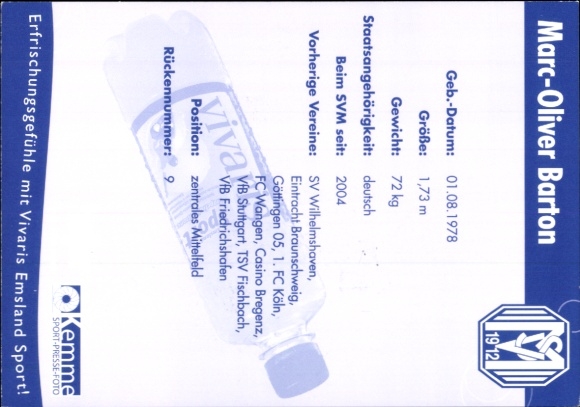 Marc-Oliver Barton
Geb.-Datum: 01.08.1978
Größe: 1,73 m
Gewicht: 72 kg
Staatsangehörigkeit: deutsch
Beim SVM seit: 2004
Vorherige Vereine: SV Wilhelmshaven,
Eintracht Braunschweig,
Göttingen 05, 1. FC Köln,
FC Wangen, Casino Bregenz,
VfB Stuttgart, TSV Fischbach,
VfB Friedrichshafen
Position: zentrales Mittelfeld
Rückennummer: 9
SVM
1912
vivaris
Kemme
SPORT-PRESSE-FOTO
Erfrischungsgefühle mit Vivaris Emsland Sport!